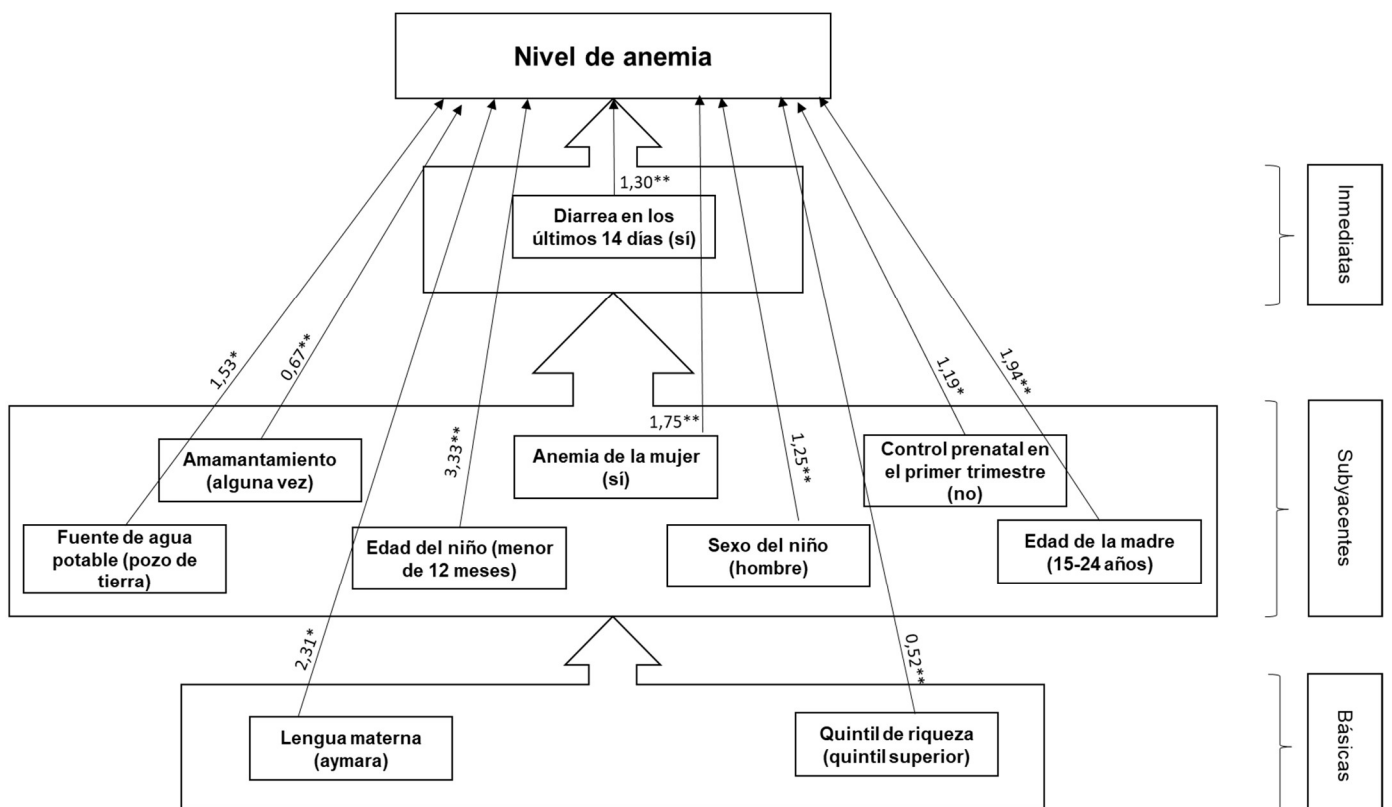 Nivel de anemia
1,30**
Diarrea en los
últimos 14 días (sí)
Inmediatas
1,53*
0,67**
3,33**
1,75**
1,25**
1,19*
1,94**
Amamantamiento
(alguna vez)
Anemia de la mujer
(sí)
Control prenatal en
el primer trimestre
(no)
Fuente de agua
potable (pozo de
tierra)
Edad del niño (menor
de 12 meses)
Sexo del niño
(hombre)
Edad de la madre
(15-24 años)
Subyacentes
2,31*
0,52**
Lengua materna
(aymara)
Quintil de riqueza
(quintil superior)
Básicas